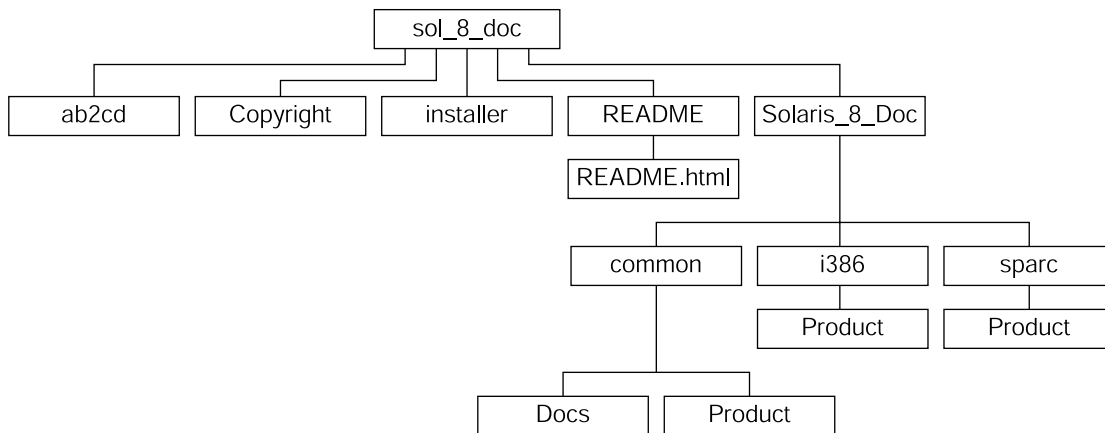 sol_8_doc
ab2cd
Copyright
installer
README
Solaris_8_Doc
README.html
common
i386
sparc
Product
Product
Docs
Product